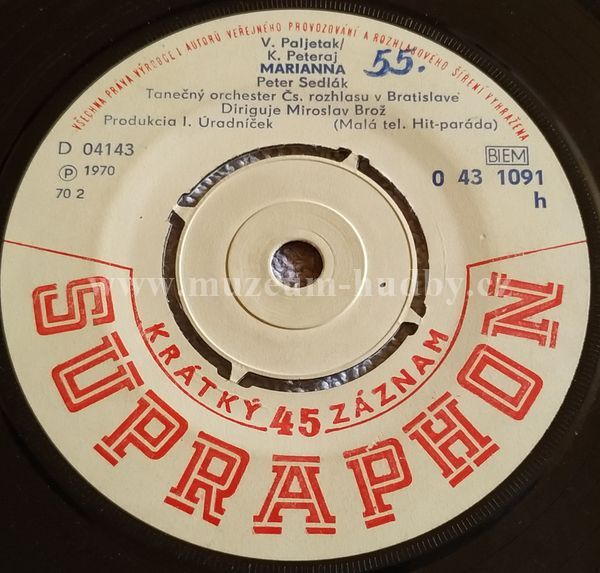 VŠECHNA PRÁVA VÝROBCE I AUTORŮ VEŘEJNÉHO PROVOZOVÁNÍ A ROZHLASOVÉHO ŠÍŘENÍ VYHRAZENA
V. Paljetak/
K. Peteraj
MARIANNA
55.
Peter Sedlák
Tanečný orchester Čs. rozhlasu v Bratislave
Diriguje Miroslav Brož
Produkcia I. Úradníček (Malá tel. Hit-paráda)
D 04143
Ⓟ 1970
70 2
BIEM
0 43 1091
h
www.muzeum-hudby.cz
KRÁTKÝ 45 ZÁZNAM
SUPRAPHON